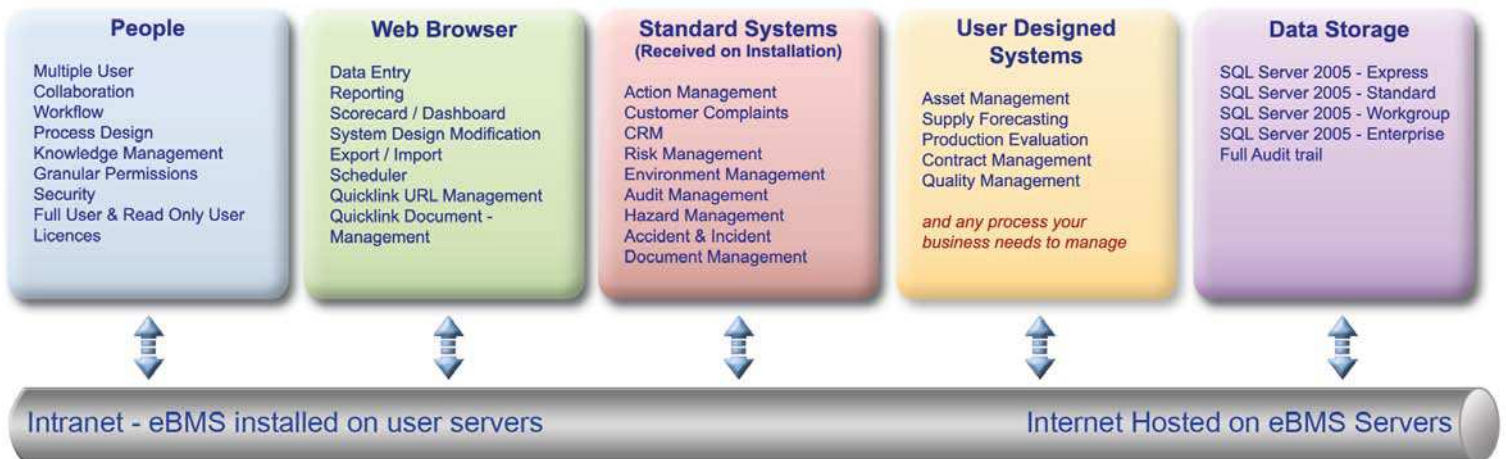 People
Multiple User
Collaboration
Workflow
Process Design
Knowledge Management
Granular Permissions
Security
Full User & Read Only User
Licences
Web Browser
Data Entry
Reporting
Scorecard / Dashboard
System Design Modification
Export / Import
Scheduler
Quicklink URL Management
Quicklink Document -
Management
Standard Systems
(Received on Installation)
Action Management
Customer Complaints
CRM
Risk Management
Environment Management
Audit Management
Hazard Management
Accident & Incident
Document Management
User Designed
Systems
Asset Management
Supply Forecasting
Production Evaluation
Contract Management
Quality Management
and any process your
business needs to manage
Data Storage
SQL Server 2005 - Express
SQL Server 2005 - Standard
SQL Server 2005 - Workgroup
SQL Server 2005 - Enterprise
Full Audit trail
Intranet - eBMS installed on user servers
Internet Hosted on eBMS Servers